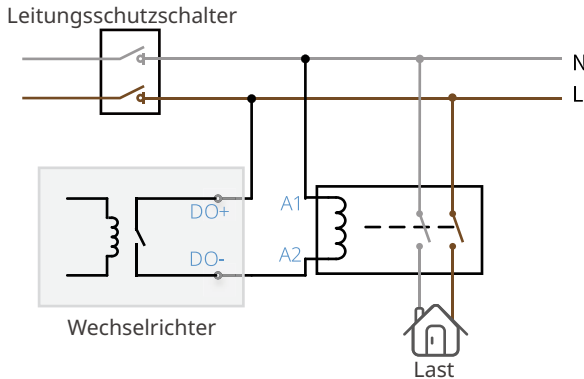 Leitungsschutzschalter
N
L
DO+
A1
A2
DO-
Wechselrichter
Last